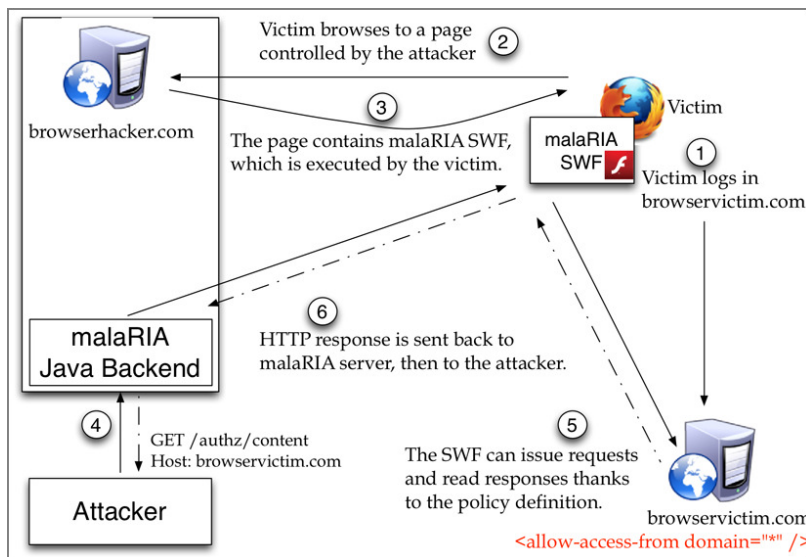 Victim browses to a page
controlled by the attacker
2
browserhacker.com
3
The page contains malaRIA SWF,
which is executed by the victim.
Victim
malaRIA
SWF
1
Victim logs in
browservictim.com
malaRIA
Java Backend
6
HTTP response is sent back to
malaRIA server, then to the attacker.
4
GET /authz/content
Host: browservictim.com
Attacker
5
The SWF can issue requests
and read responses thanks
to the policy definition.
browservictim.com
<allow-access-from domain="*" />